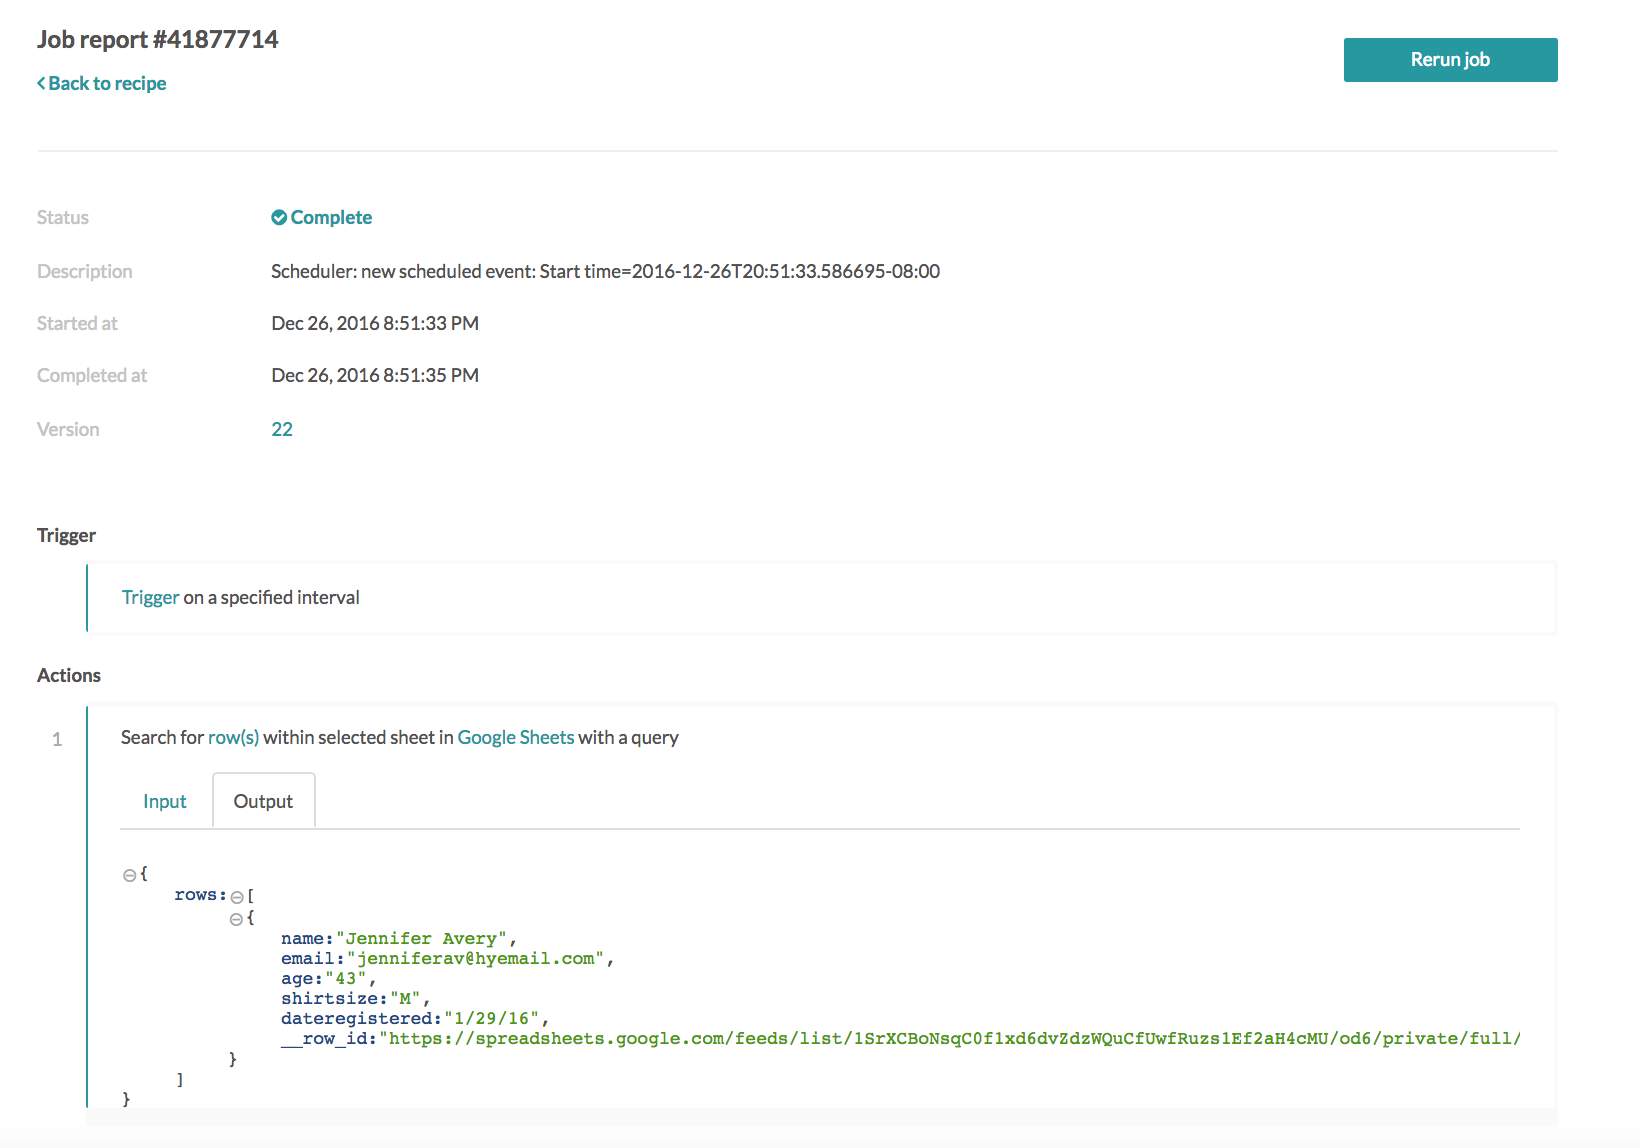 Job report #41877714
Rerun job
Back to recipe
Status Complete
Description Scheduler: new scheduled event: Start time=2016-12-26T20:51:33.586695-08:00
Started at Dec 26, 2016 8:51:33 PM
Completed at Dec 26, 2016 8:51:35 PM
Version 22
Trigger
Trigger on a specified interval
Actions
1 Search for row(s) within selected sheet in Google Sheets with a query
Input Output
{
rows:[
{
name:"Jennifer Avery",
email:"jenniferav@hyemail.com",
age:"43",
shirtsize:"M",
dateregistered:"1/29/16",
__row_id:"https://spreadsheets.google.com/feeds/list/1SrXCBoNsqC0f1xd6dvZdzWQuCfUwfRuzs1Ef2aH4cMU/od6/private/full/
}
]
}